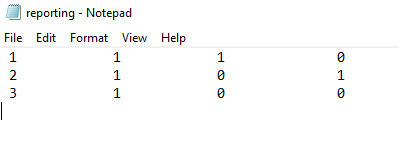 reporting - Notepad
File Edit Format View Help
1 1 1 0
2 1 0 1
3 1 0 0